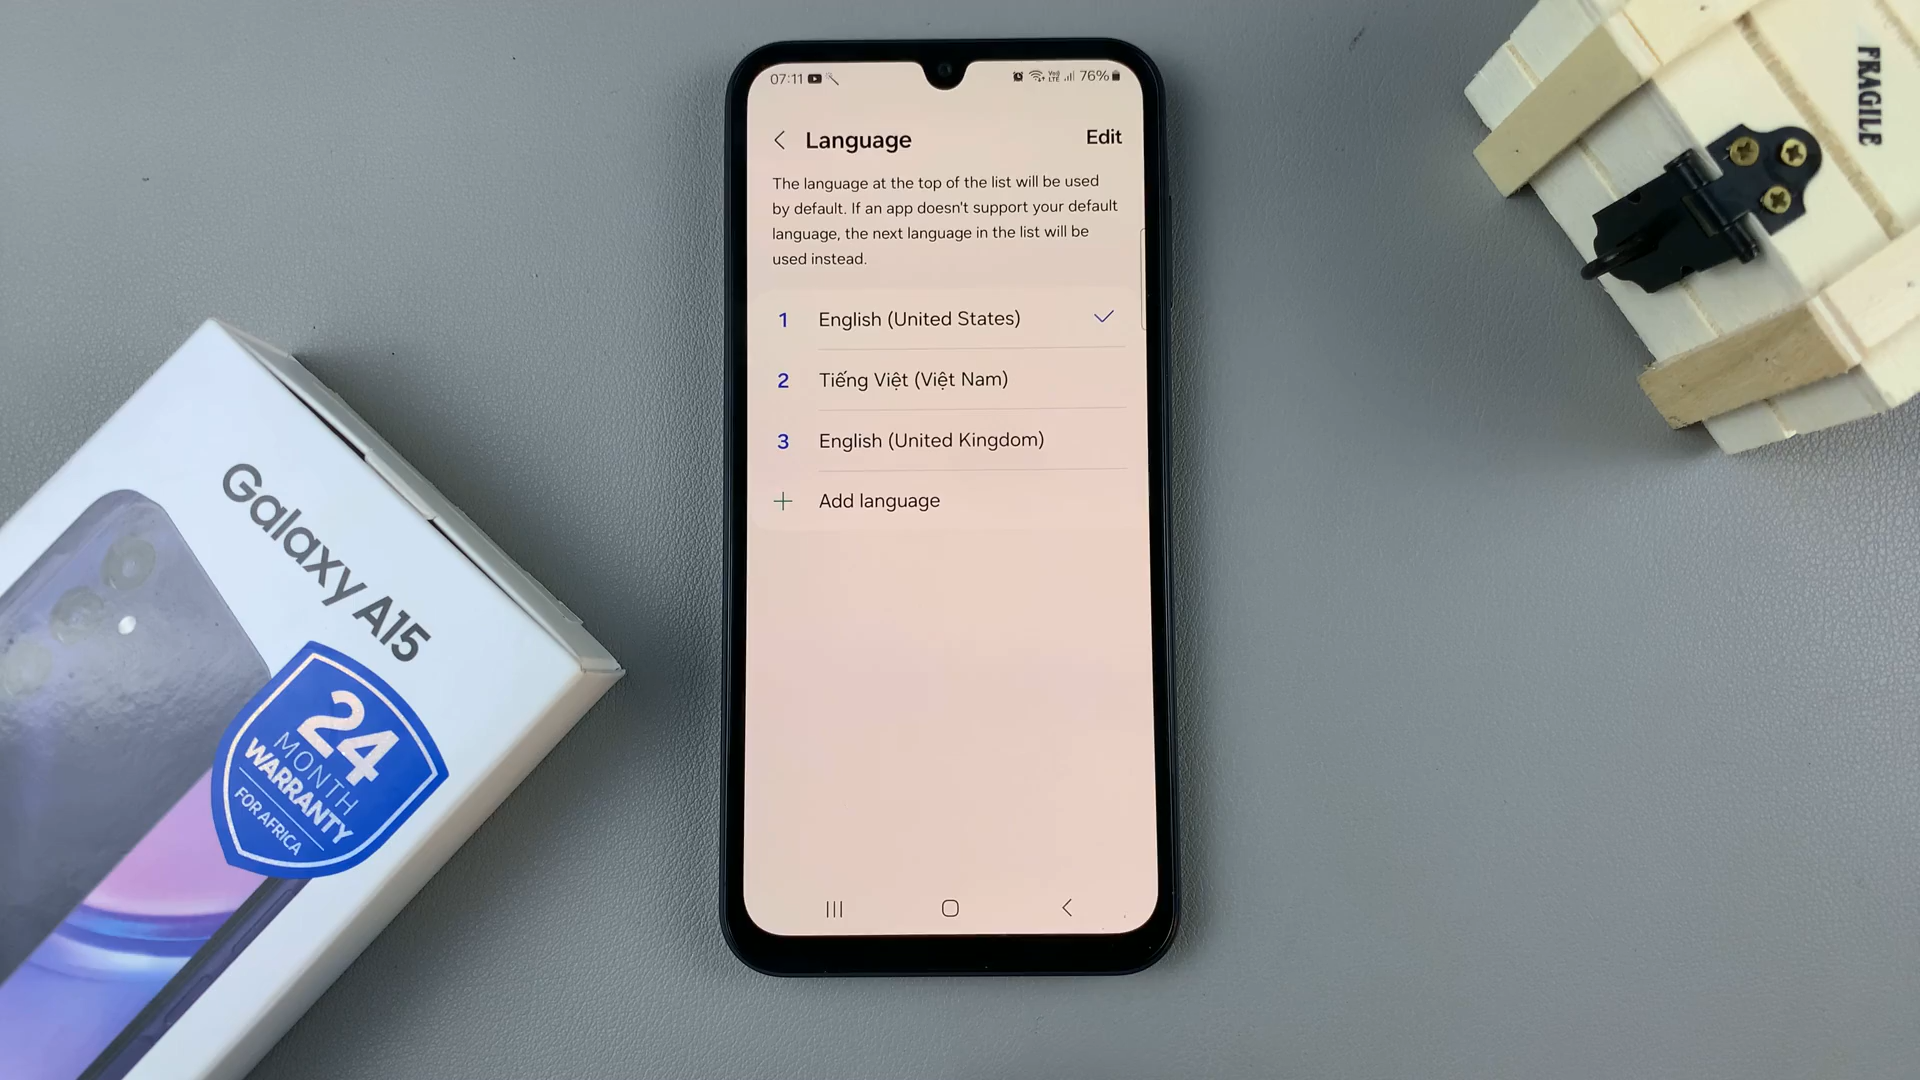 07:11
76%
Language
Edit
The language at the top of the list will be used
by default. If an app doesn't support your default
language, the next language in the list will be
used instead.
1 English (United States)
2 Tiếng Việt (Việt Nam)
3 English (United Kingdom)
+ Add language
Galaxy A15
24
MONTH
WARRANTY
FOR AFRICA
FRAGILE